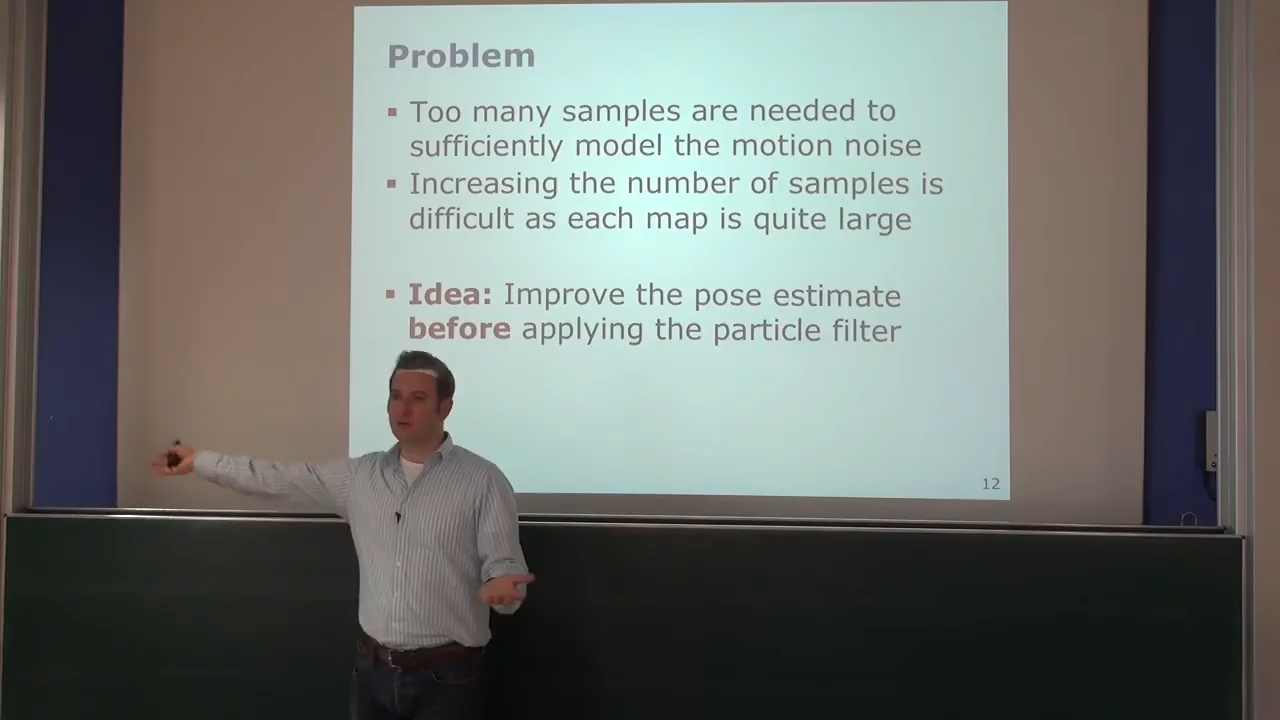 Problem
▪ Too many samples are needed to
sufficiently model the motion noise
▪ Increasing the number of samples is
difficult as each map is quite large
▪ Idea: Improve the pose estimate
before applying the particle filter
12